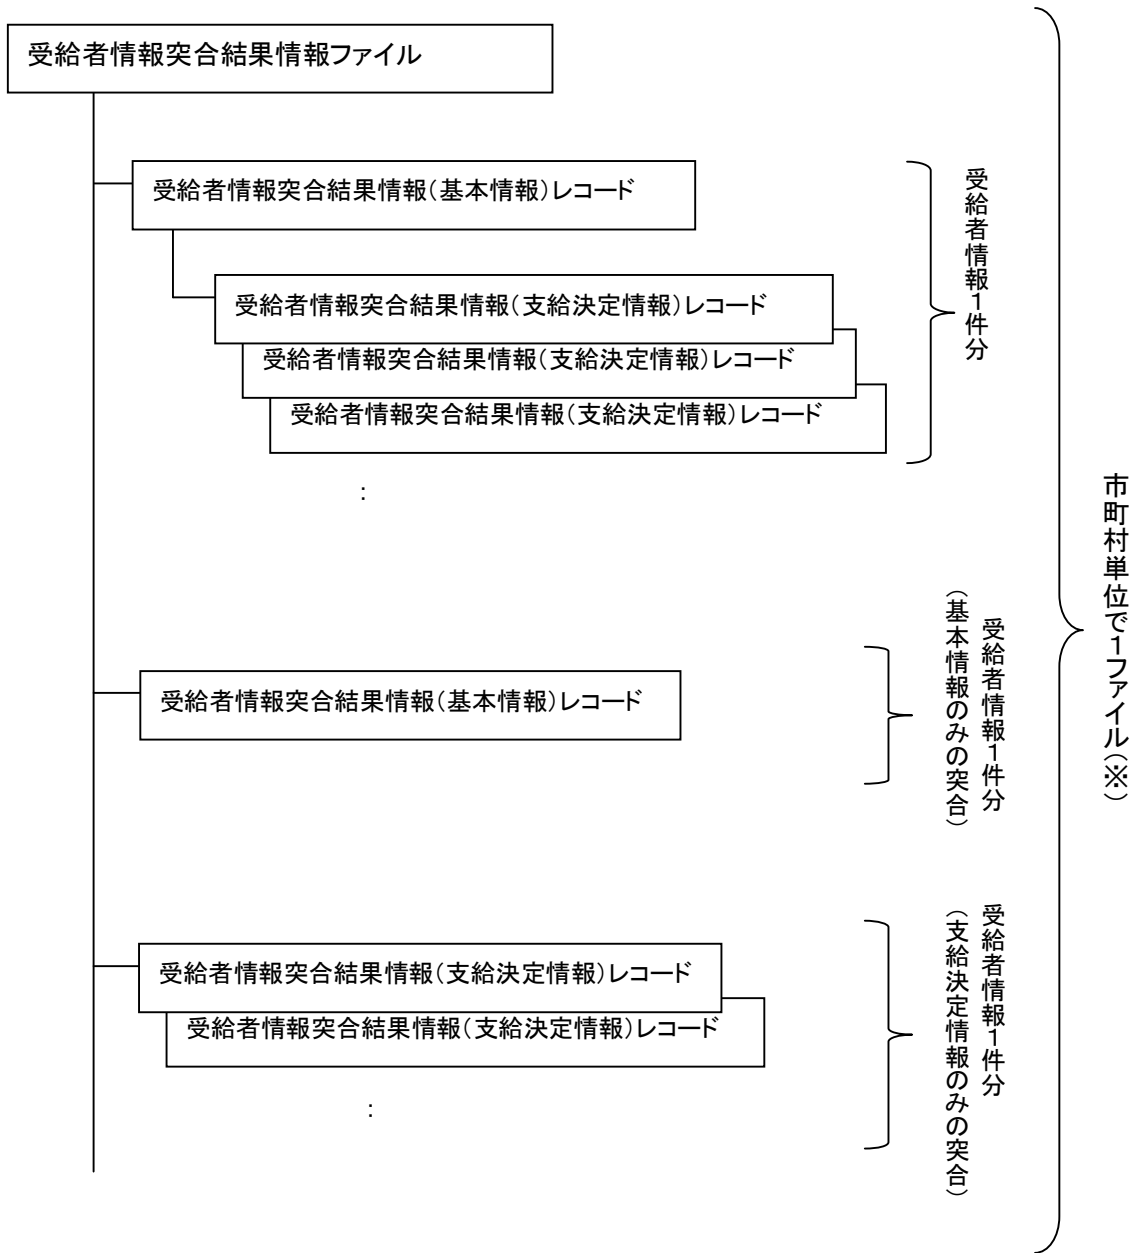 受給者情報突合結果情報ファイル
受給者情報突合結果情報(基本情報)レコード
受給者情報突合結果情報(支給決定情報)レコード
受給者情報突合結果情報(支給決定情報)レコード
受給者情報突合結果情報(支給決定情報)レコード
:
受給者情報1件分
受給者情報突合結果情報(基本情報)レコード
受給者情報1件分
(基本情報のみの突合)
受給者情報突合結果情報(支給決定情報)レコード
受給者情報突合結果情報(支給決定情報)レコード
:
受給者情報1件分
(支給決定情報のみの突合)
市町村単位で1ファイル(※)